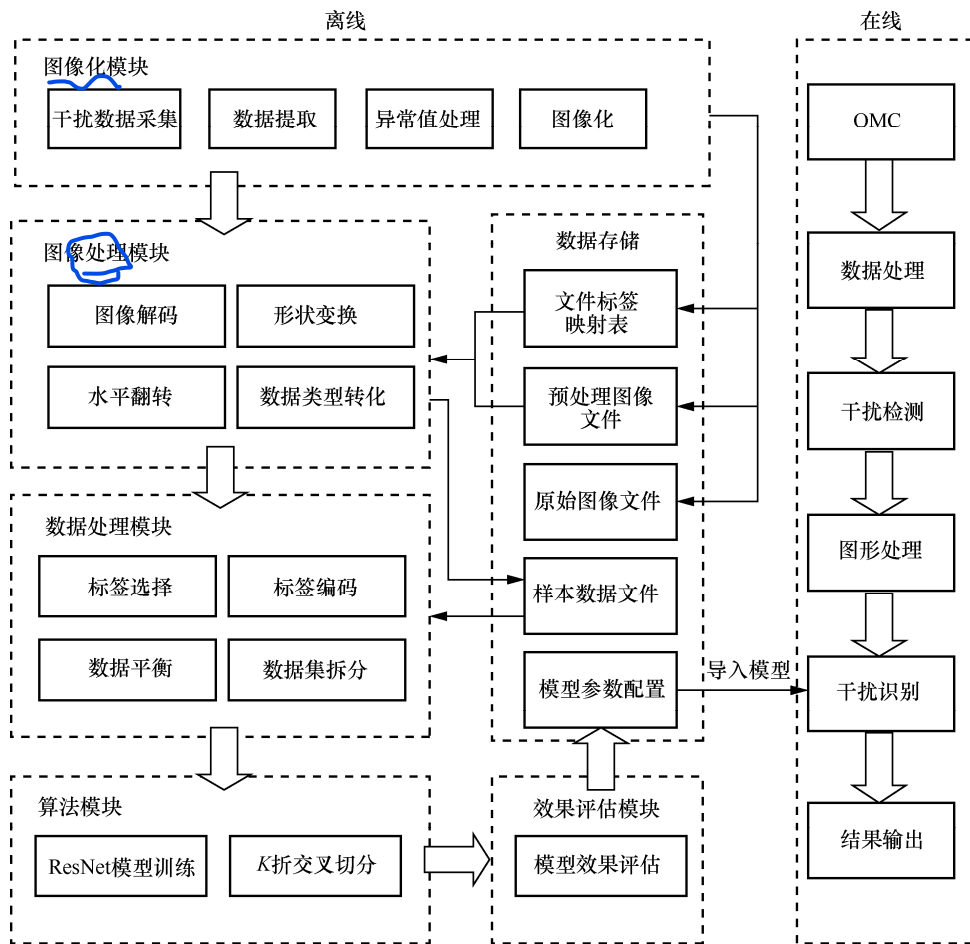 离线
图像化模块
干扰数据采集
数据提取
异常值处理
图像化
图像处理模块
图像解码
形状变换
水平翻转
数据类型转化
数据处理模块
标签选择
标签编码
数据平衡
数据集拆分
算法模块
ResNet模型训练
K折交叉切分
数据存储
文件标签
映射表
预处理图像
文件
原始图像文件
样本数据文件
模型参数配置
效果评估模块
模型效果评估
导入模型
在线
OMC
数据处理
干扰检测
图形处理
干扰识别
结果输出